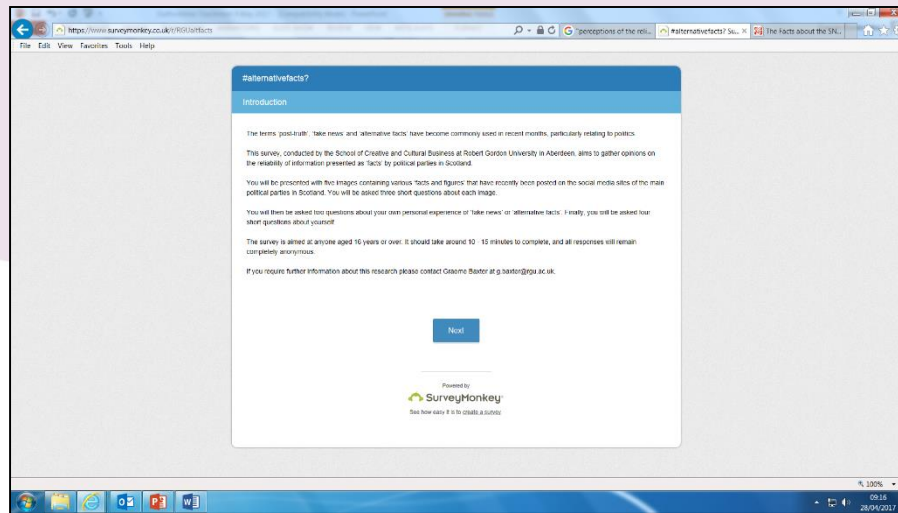 https://www.surveymonkey.co.uk/r/RGUaltfacts
"perceptions of the reli...
#alternativefacts? Su...
The Facts about the SN...
File Edit View Favorites Tools Help
#alternativefacts?
Introduction
The terms 'post-truth', 'fake news' and 'alternative facts' have become commonly used in recent months, particularly relating to politics.
This survey, conducted by the School of Creative and Cultural Business at Robert Gordon University in Aberdeen, aims to gather opinions on
the reliability of information presented as 'facts' by political parties in Scotland.
You will be presented with five images containing various 'facts and figures' that have recently been posted on the social media sites of the main
political parties in Scotland. You will be asked three short questions about each image.
You will then be asked two questions about your own personal experience of 'fake news' or 'alternative facts'. Finally, you will be asked four
short questions about yourself.
The survey is aimed at anyone aged 16 years or over. It should take around 10 - 15 minutes to complete, and all responses will remain
completely anonymous.
If you require further information about this research please contact Graeme Baxter at g.baxter@rgu.ac.uk.
Next
Powered by
SurveyMonkey
See how easy it is to create a survey.
100%
09:16
28/04/2017